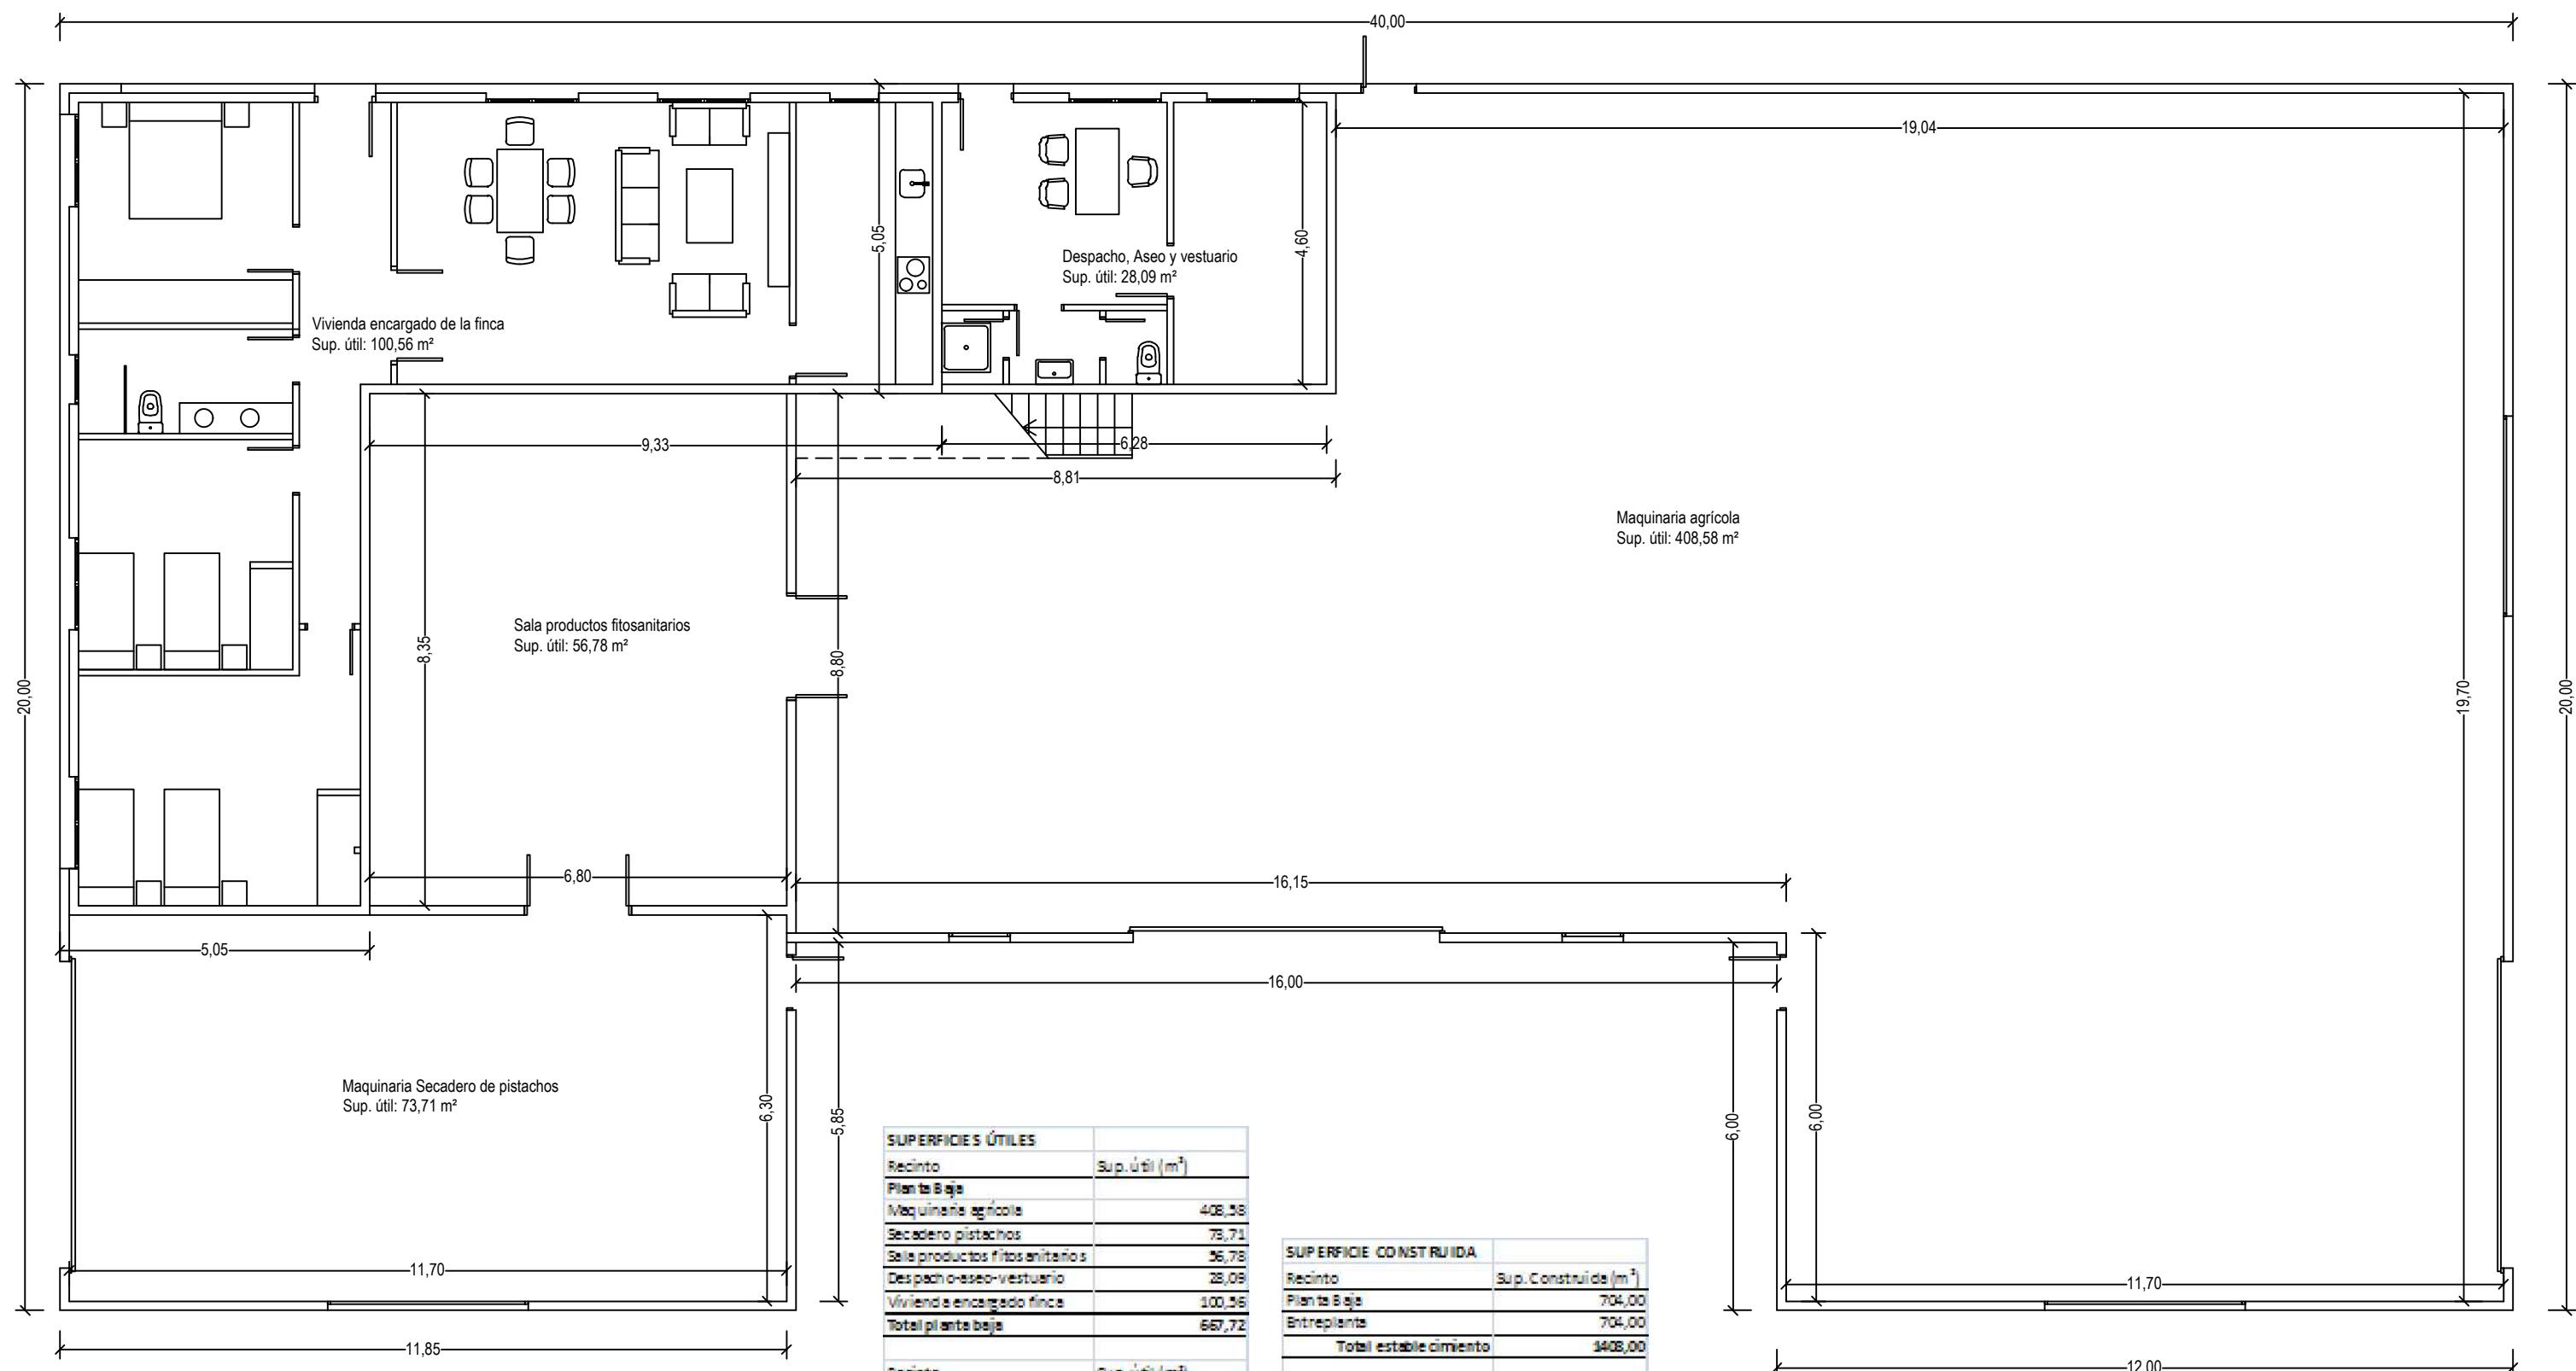 40,00
19,04
5,05
4,60
Despacho, Aseo y vestuario
Sup. útil: 28,09 m²
Vivienda encargado de la finca
Sup. útil: 100,56 m²
9,33
6,28
8,81
Maquinaria agrícola
Sup. útil: 408,58 m²
Sala productos fitosanitarios
Sup. útil: 56,78 m²
8,35
8,80
20,00
19,70
20,00
6,80
16,15
5,05
16,00
Maquinaria Secadero de pistachos
Sup. útil: 73,71 m²
6,30
5,85
6,00
6,00
SUPERFICIES ÚTILES
Recinto Sup. útil (m²)
Planta Baja
Maquinaria agrícola 408,58
Secadero pistachos 73,71
Sala productos fitosanitarios 56,78
Despacho-aseo-vestuario 28,09
Vivienda encargado finca 100,56
Total planta baja 667,72
Recinto Sup. útil (m²)
SUPERFICIE CONSTRUIDA
Recinto Sup. Construida (m²)
Planta Baja 704,00
Entreplanta 704,00
Total establecimiento 1408,00
11,70
11,70
11,85
12,00